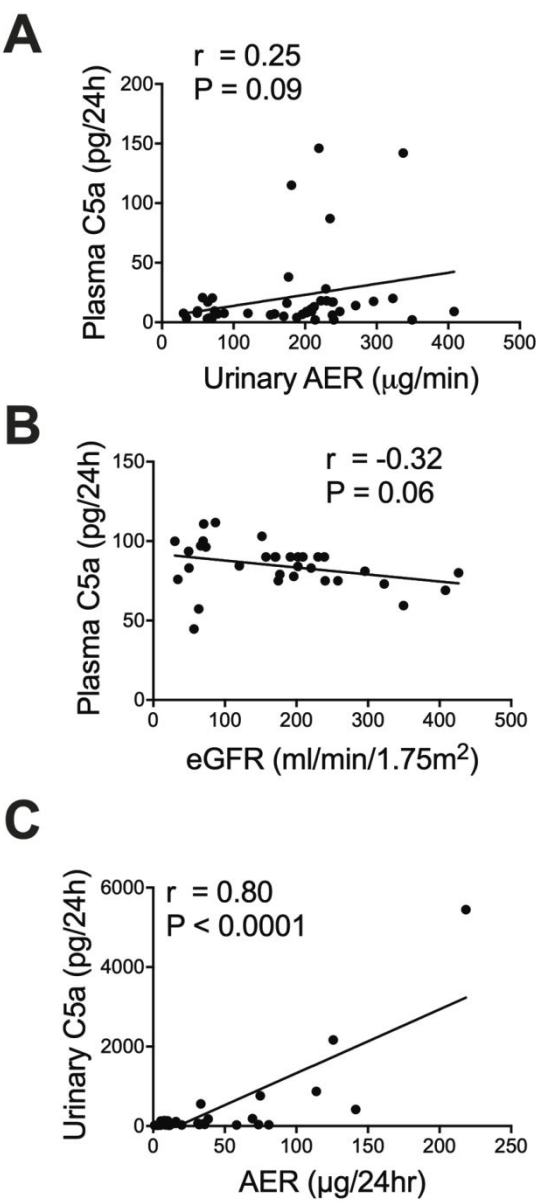 A
r = 0.25
P = 0.09
Plasma C5a (pg/24h)
200
150
100
50
0
0 100 200 300 400 500
Urinary AER (μg/min)
B
r = -0.32
P = 0.06
Plasma C5a (pg/24h)
150
100
50
0
0 100 200 300 400 500
eGFR (ml/min/1.75m²)
C
r = 0.80
P < 0.0001
Urinary C5a (pg/24h)
6000
4000
2000
0
0 50 100 150 200 250
AER (μg/24hr)